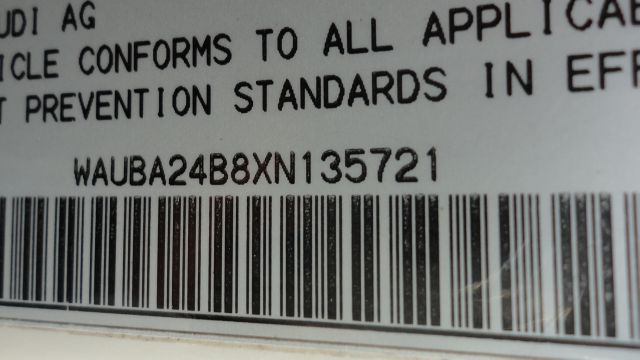 UDI AG
ICLE CONFORMS TO ALL APPLICAB
T PREVENTION STANDARDS IN EFF
WAUBA24B8XN135721